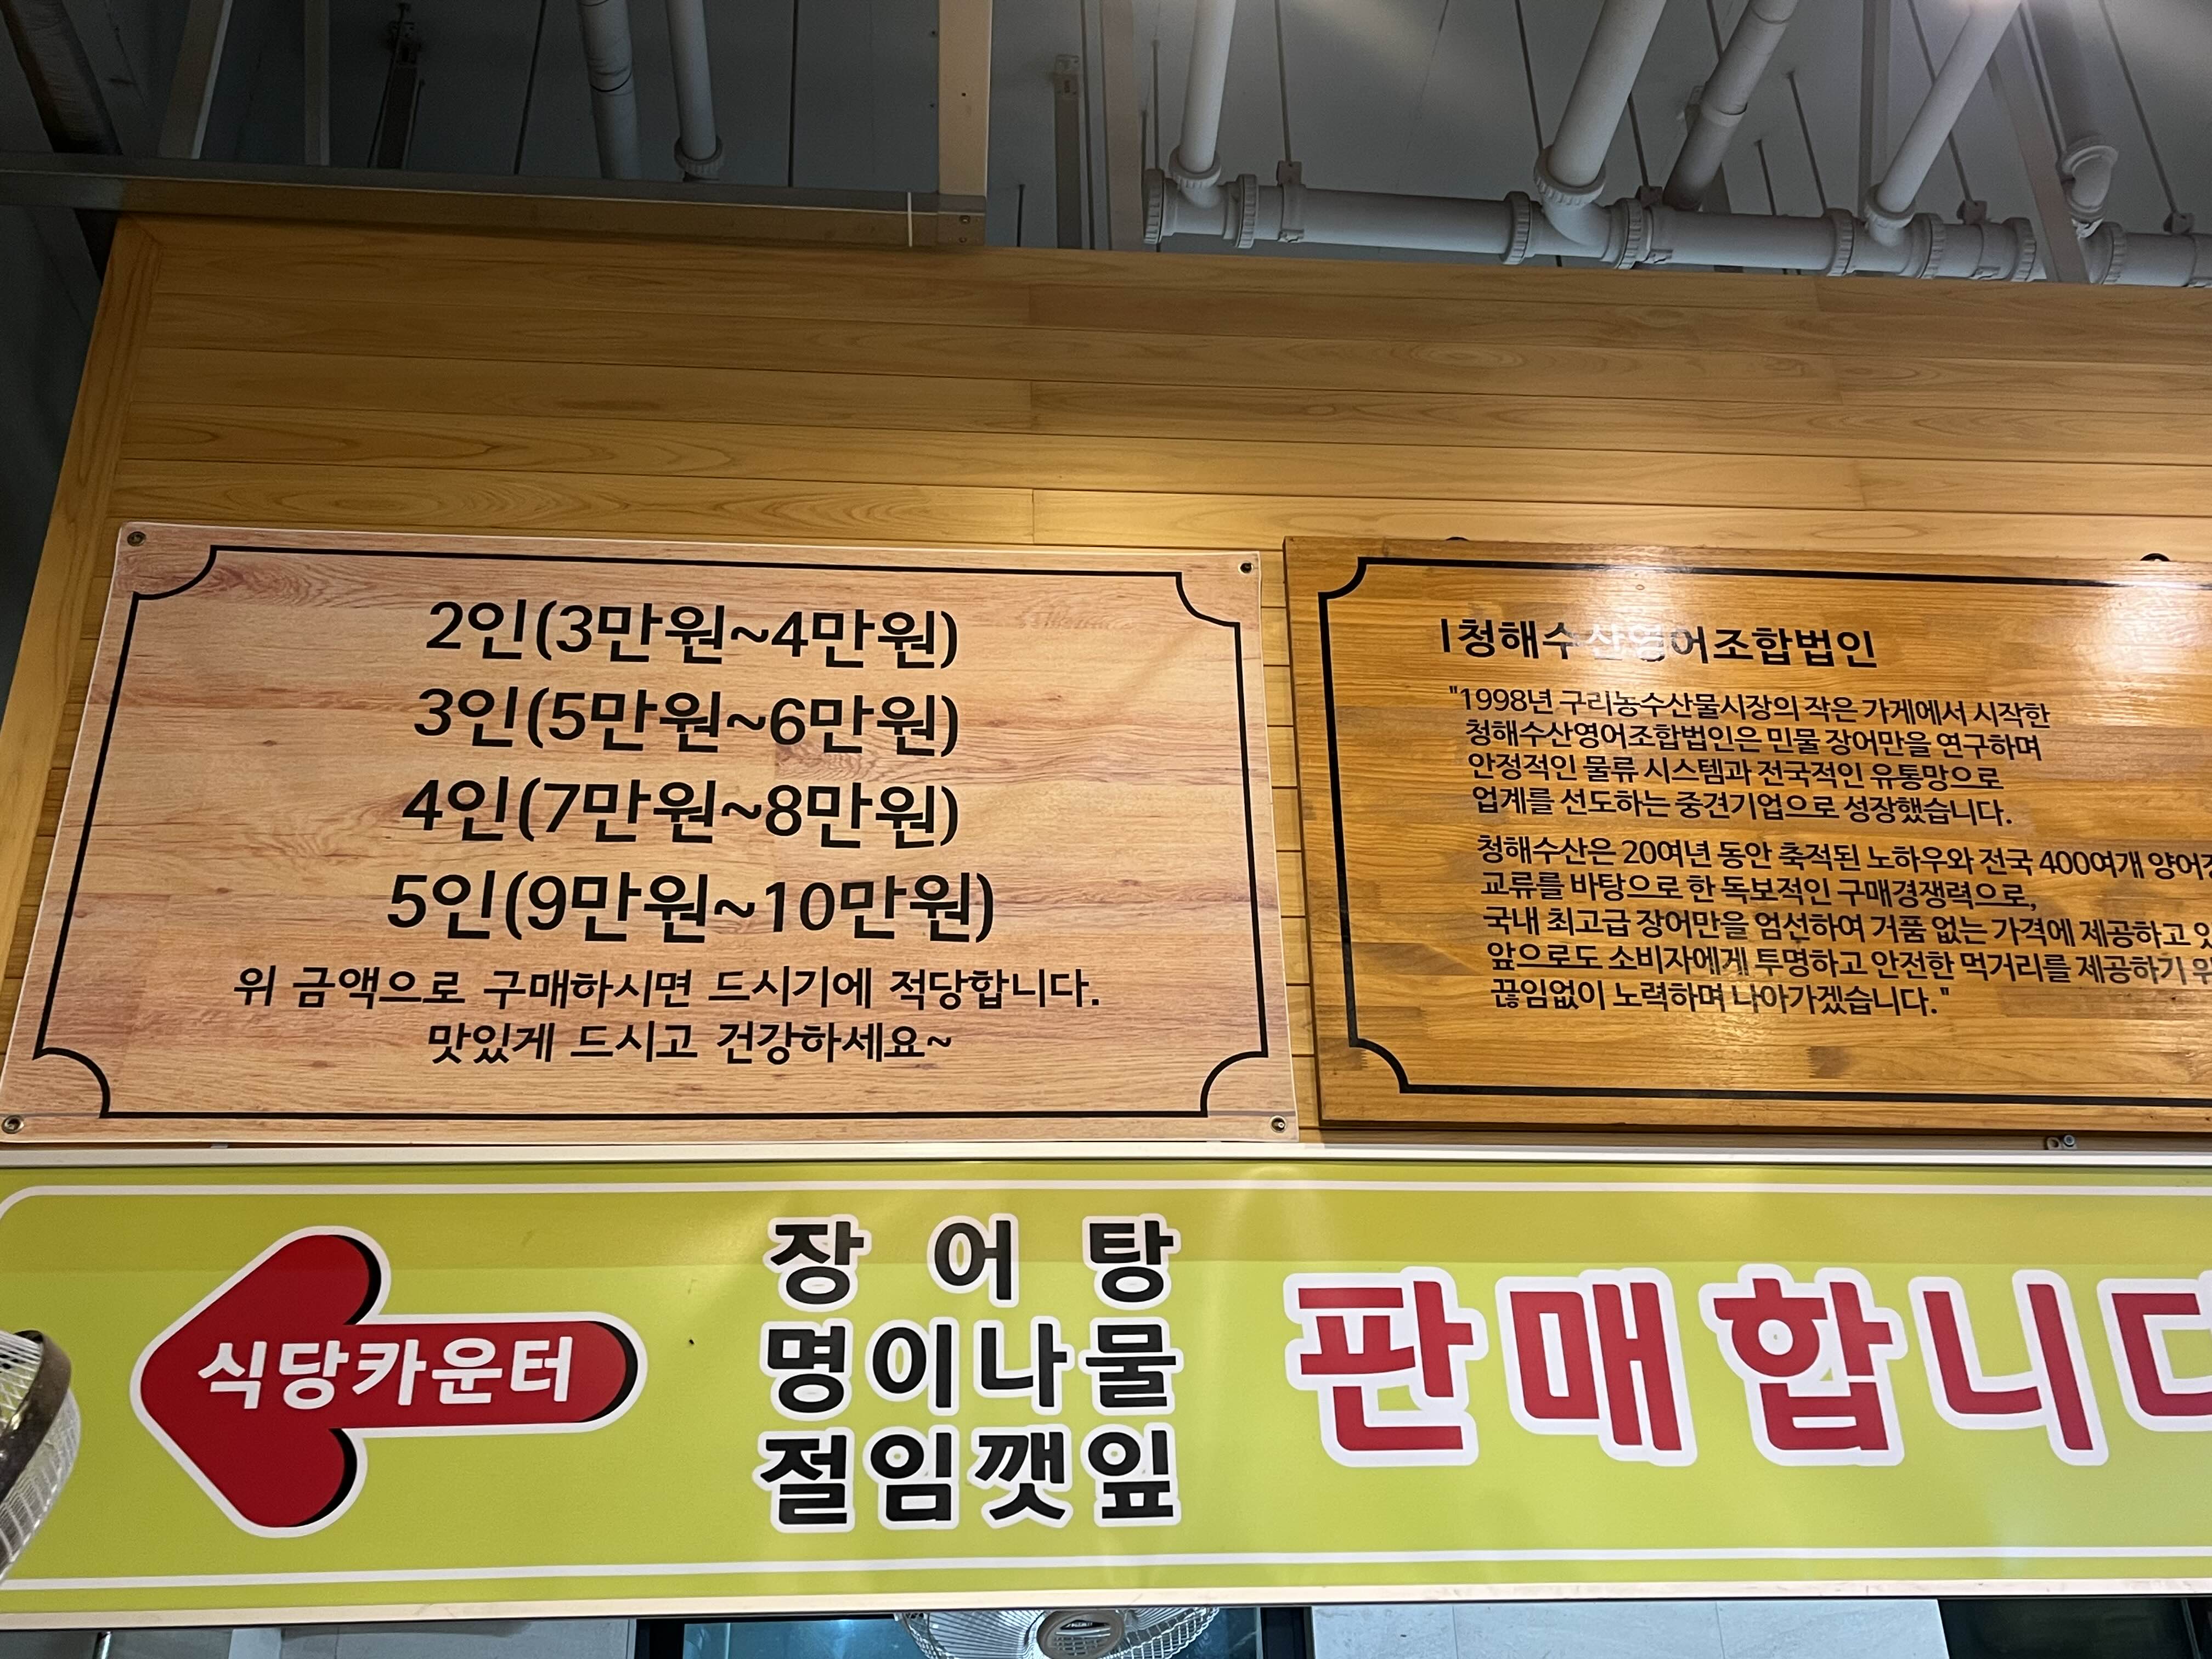 2인(3만원~4만원)
3인(5만원~6만원)
4인(7만원~8만원)
5인(9만원~10만원)
위 금액으로 구매하시면 드시기에 적당합니다.
맛있게 드시고 건강하세요~
|청해수산영어조합법인
"1998년 구리농수산물시장의 작은 가게에서 시작한
청해수산영어조합법인은 민물 장어만을 연구하며
안정적인 물류 시스템과 전국적인 유통망으로
업계를 선도하는 중견기업으로 성장했습니다.
청해수산은 20여년 동안 축적된 노하우와 전국 400여개
교류를 바탕으로 한 독보적인 구매경쟁력으로,
국내 최고급 장어만을 엄선하여 거품 없는 가격에 제공하고
앞으로도 소비자에게 투명하고 안전한 먹거리를 제공하기
끊임없이 노력하며 나아가겠습니다."
식당카운터
장어탕
명이나물
절임깻잎
판매합니